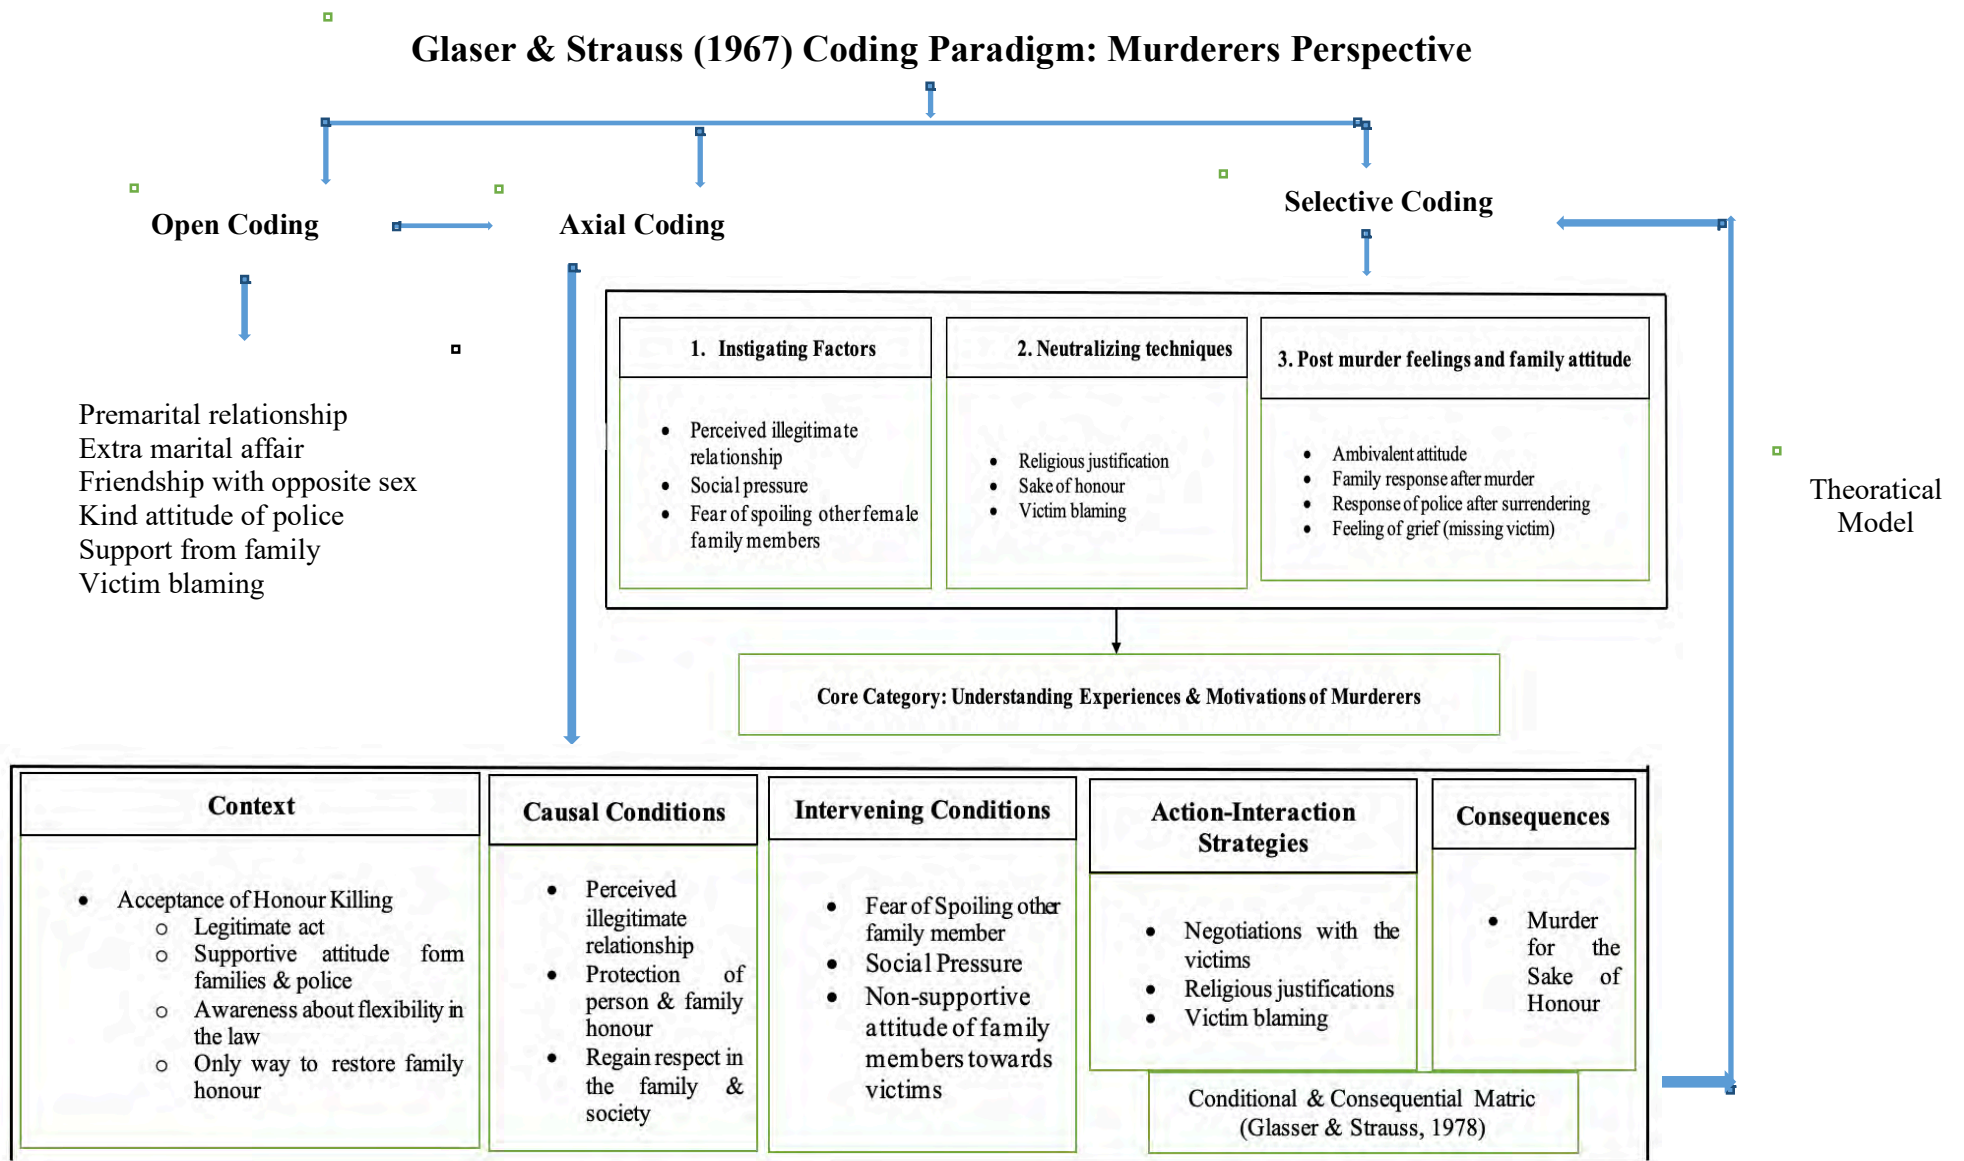 Glaser & Strauss (1967) Coding Paradigm: Murderers Perspective
Open Coding
Axial Coding
Selective Coding
Premarital relationship
Extra marital affair
Friendship with opposite sex
Kind attitude of police
Support from family
Victim blaming
1. Instigating Factors
• Perceived illegitimate
relationship
• Social pressure
• Fear of spoiling other female
family members
2. Neutralizing techniques
• Religious justification
• Sake of honour
• Victim blaming
3. Post murder feelings and family attitude
• Ambivalent attitude
• Family response after murder
• Response of police after surrendering
• Feeling of grief (missing victim)
Theoratical
Model
Core Category: Understanding Experiences & Motivations of Murderers
Context
• Acceptance of Honour Killing
o Legitimate act
o Supportive attitude form
families & police
o Awareness about flexibility in
the law
o Only way to restore family
honour
Causal Conditions
• Perceived
illegitimate
relationship
• Protection of
person & family
honour
• Regain respect in
the family &
society
Intervening Conditions
• Fear of Spoiling other
family member
• Social Pressure
• Non-supportive
attitude of family
members towards
victims
Action-Interaction
Strategies
• Negotiations with the
victims
• Religious justifications
• Victim blaming
Consequences
• Murder
for the
Sake of
Honour
Conditional & Consequential Matric
(Glasser & Strauss, 1978)